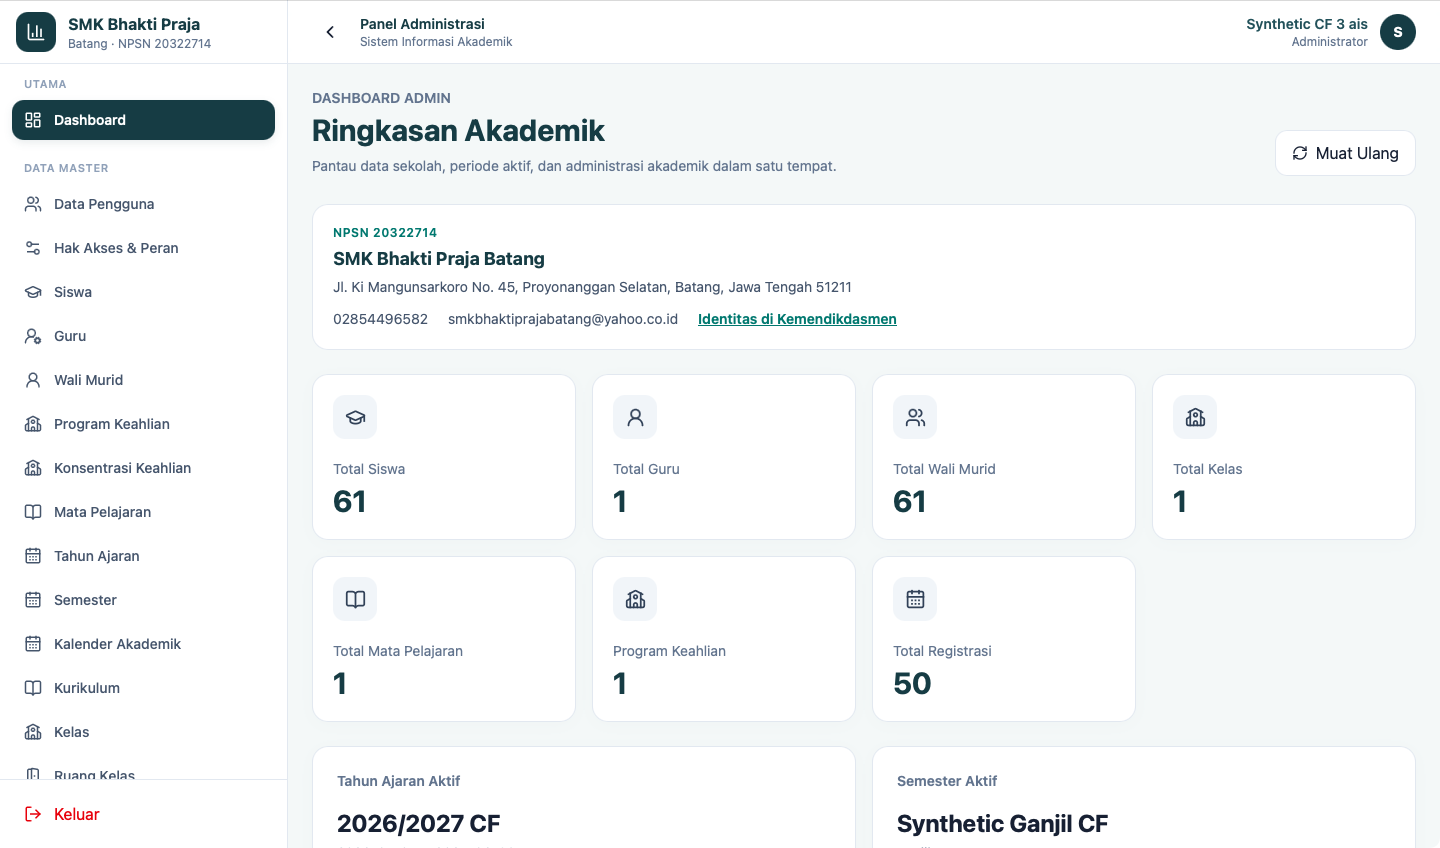 SMK Bhakti Praja
Batang · NPSN 20322714
UTAMA
Dashboard
DATA MASTER
Data Pengguna
Hak Akses & Peran
Siswa
Guru
Wali Murid
Program Keahlian
Konsentrasi Keahlian
Mata Pelajaran
Tahun Ajaran
Semester
Kalender Akademik
Kurikulum
Kelas
Ruang Kelas
Keluar
Panel Administrasi
Sistem Informasi Akademik
Synthetic CF 3 ais
Administrator
S
DASHBOARD ADMIN
Ringkasan Akademik
Pantau data sekolah, periode aktif, dan administrasi akademik dalam satu tempat.
Muat Ulang
NPSN 20322714
SMK Bhakti Praja Batang
Jl. Ki Mangunsarkoro No. 45, Proyonanggan Selatan, Batang, Jawa Tengah 51211
02854496582 smkbhaktiprajabatang@yahoo.co.id Identitas di Kemendikdasmen
Total Siswa
61
Total Guru
1
Total Wali Murid
61
Total Kelas
1
Total Mata Pelajaran
1
Program Keahlian
1
Total Registrasi
50
Tahun Ajaran Aktif
2026/2027 CF
Semester Aktif
Synthetic Ganjil CF